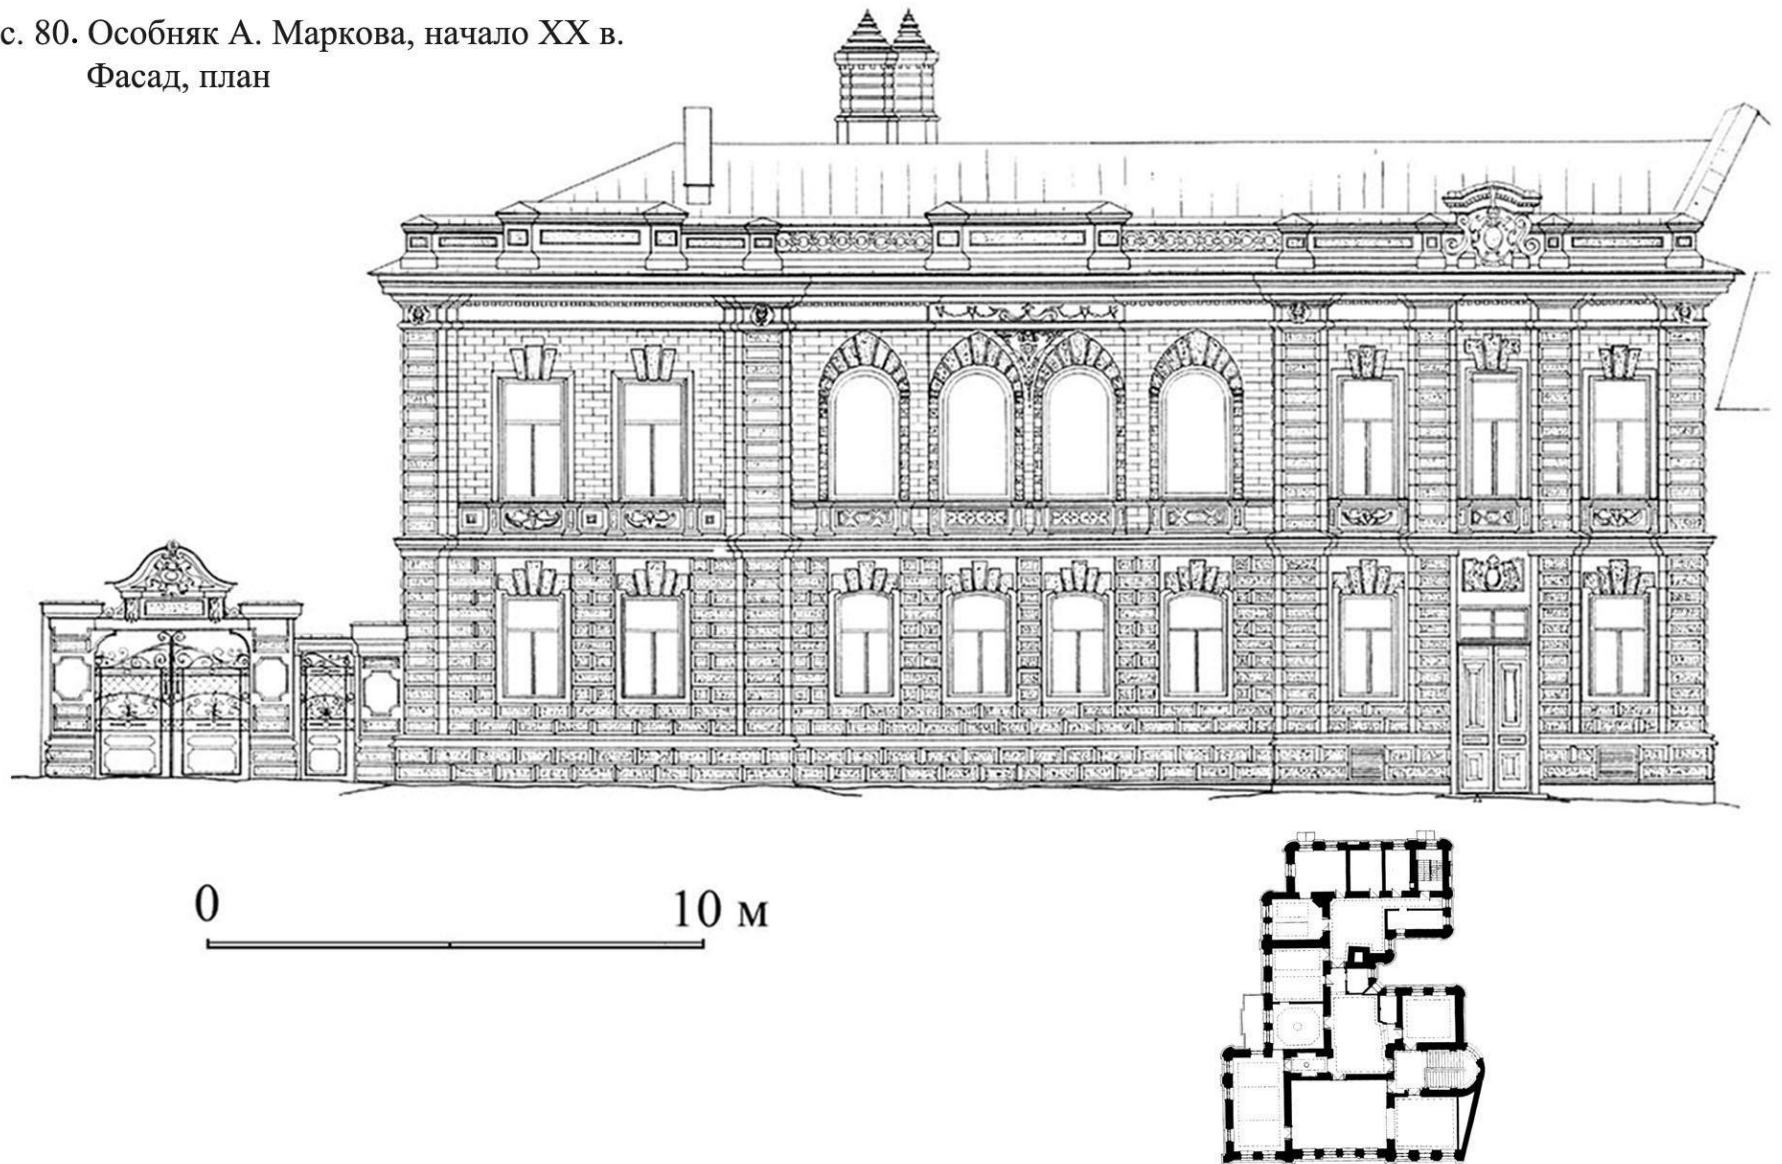 с. 80. Особняк А. Маркова, начало XX в.
Фасад, план
0 10 м